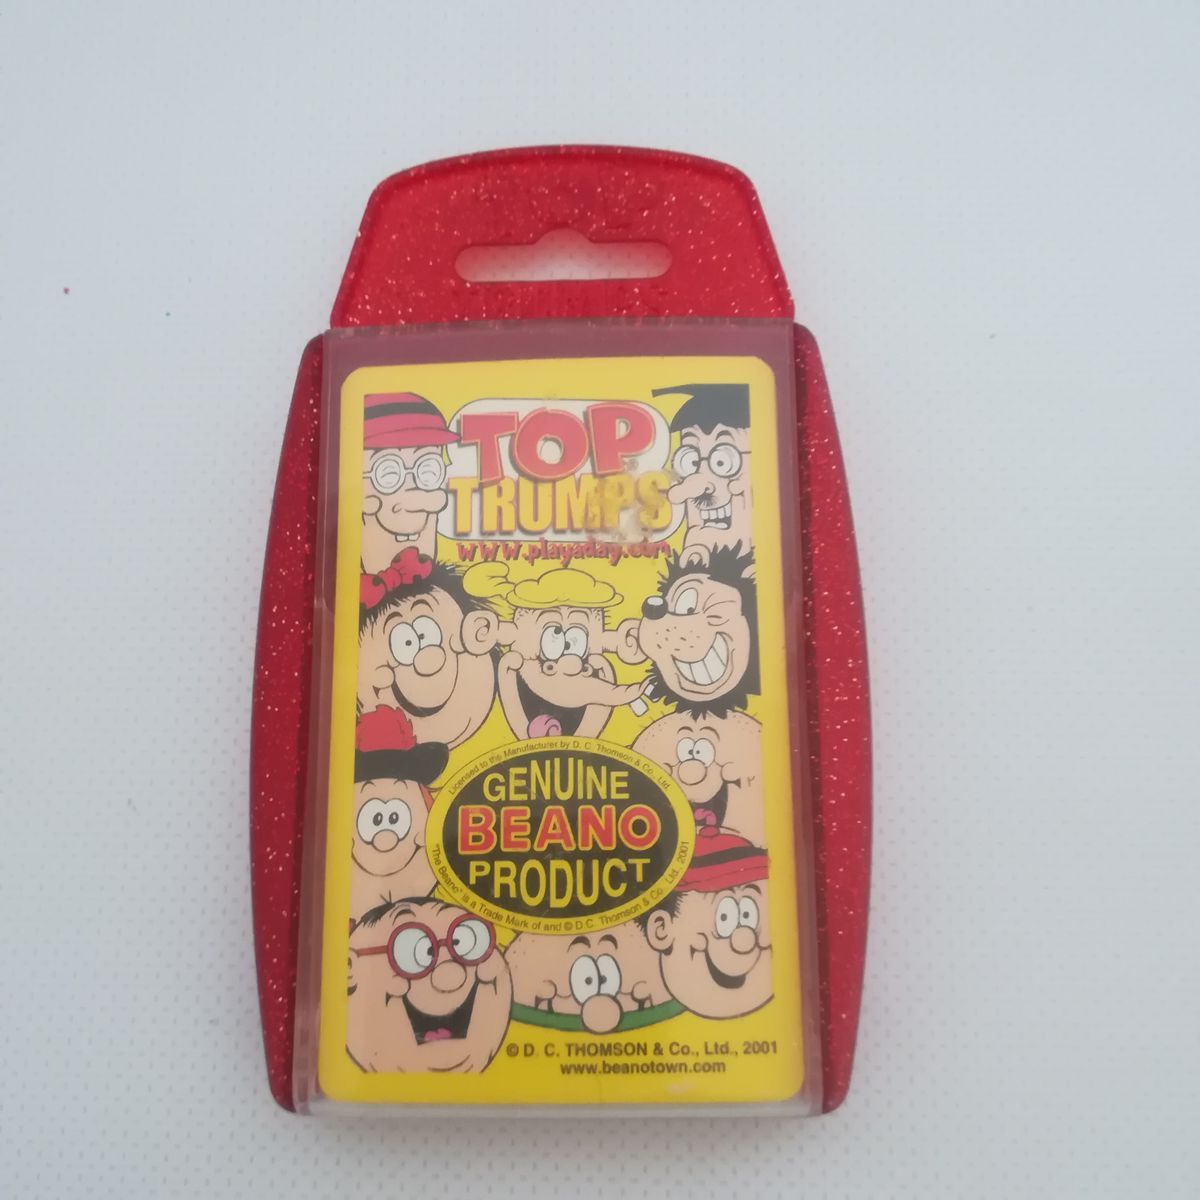 TOP
TRUMPS
www.playaday.com
Licensed to the Manufacturer by D. C. Thomson & Co., Ltd.
GENUINE
BEANO
PRODUCT
"The Beano" is a Trade Mark of and © D.C. Thomson & Co. Ltd. 2001
© D. C. THOMSON & Co., Ltd., 2001
www.beanotown.com